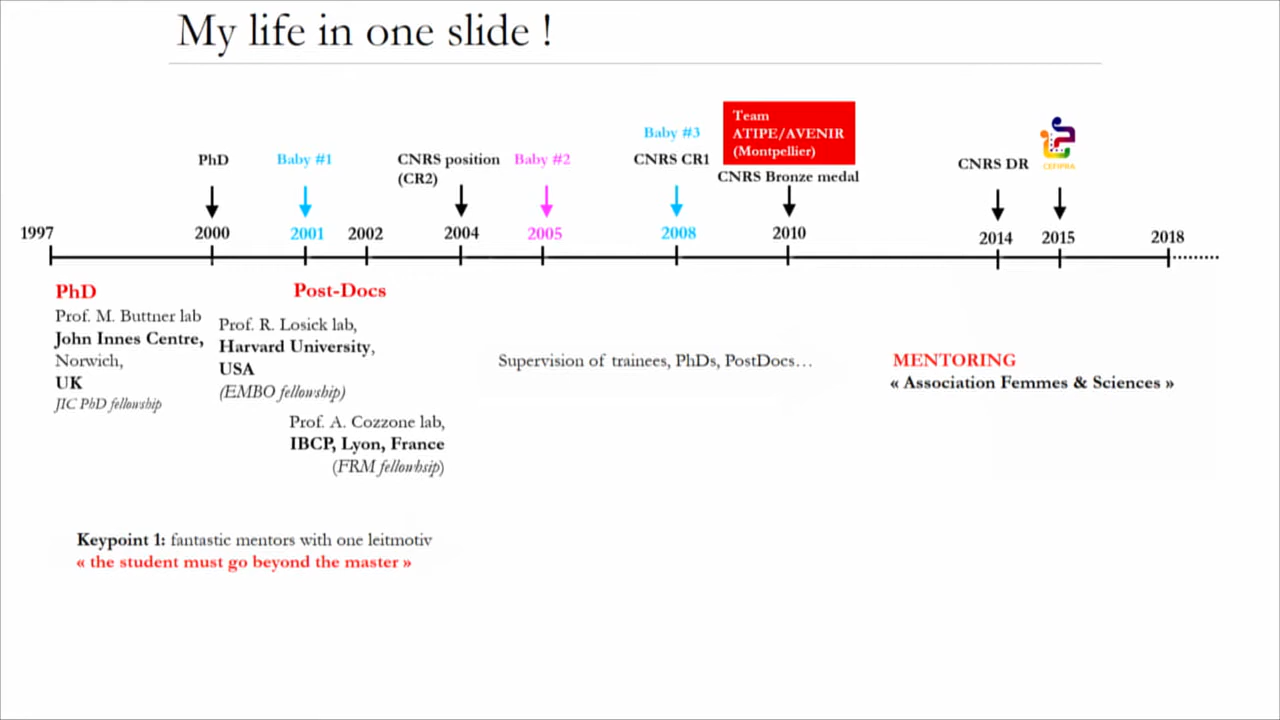 My life in one slide !
Team
ATIPE/AVENIR
(Montpellier)
Baby #3
PhD
Baby #1
CNRS position
(CR2)
Baby #2
CNRS CR1
CNRS Bronze medal
CNRS DR
CEFIPRA
1997
2000
2001
2002
2004
2005
2008
2010
2014
2015
2018
PhD
Prof. M. Buttner lab
John Innes Centre,
Norwich,
UK
JIC PhD fellowship
Post-Docs
Prof. R. Losick lab,
Harvard University,
USA
(EMBO fellowship)
Prof. A. Cozzone lab,
IBCP, Lyon, France
(FRM fellowbsip)
Supervision of trainees, PhDs, PostDocs…
MENTORING
« Association Femmes & Sciences »
Keypoint 1: fantastic mentors with one leitmotiv
« the student must go beyond the master »